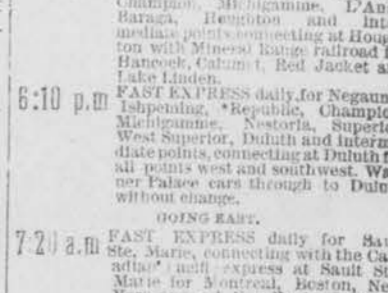 Champion, Michigamme, L'An
Baraga, Houghton and int
mediate points, connecting at Houg
ton with Mineral Range railroad f
Hancock, Calumet, Red Jacket a
Lake Linden.
6:10 p.m FAST EXPRESS daily for Negaun
Ishpeming, *Republic, Champio
Michigamme, Nestoria, Superio
West Superior, Duluth and interm
diate points, connecting at Duluth f
all points west and southwest. Wa
ner Palace cars through to Dulu
without change.
GOING EAST.
7:20 a.m FAST EXPRESS daily for Sau
Ste, Marie, connecting with the Ca
adian Pacific express at Sault S
Marie for Montreal, Boston, Ne